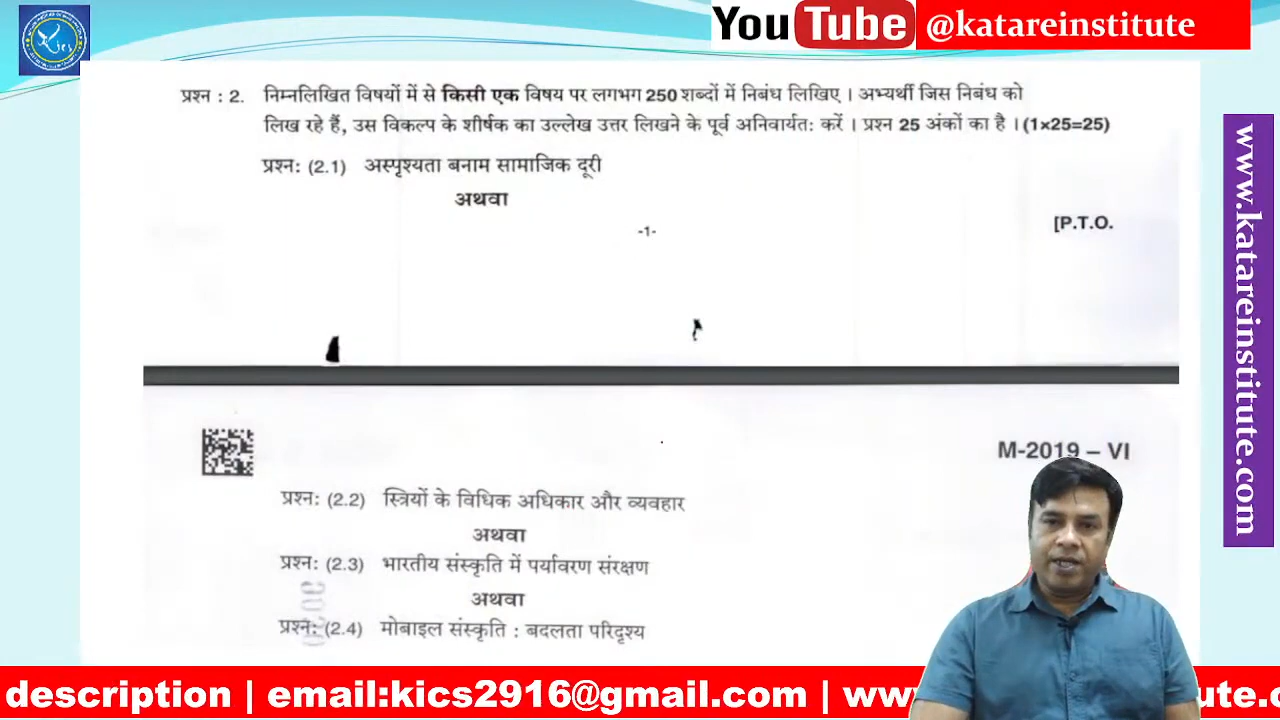 YouTube @katareinstitute
Kics
प्रश्न : 2. निम्नलिखित विषयों में से किसी एक विषय पर लगभग 250 शब्दों में निबंध लिखिए । अभ्यर्थी जिस निबंध को
लिख रहे हैं, उस विकल्प के शीर्षक का उल्लेख उत्तर लिखने के पूर्व अनिवार्यत: करें । प्रश्न 25 अंकों का है । (1×25=25)
प्रश्न: (2.1) अस्पृश्यता बनाम सामाजिक दूरी
अथवा
-1-
[P.T.O.
M-2019 – VI
प्रश्न: (2.2) स्त्रियों के विधिक अधिकार और व्यवहार
अथवा
प्रश्न: (2.3) भारतीय संस्कृति में पर्यावरण संरक्षण
अथवा
प्रश्न: (2.4) मोबाइल संस्कृति : बदलता परिदृश्य
www.katareinstitute.com
description | email:kics2916@gmail.com | www. ute.c